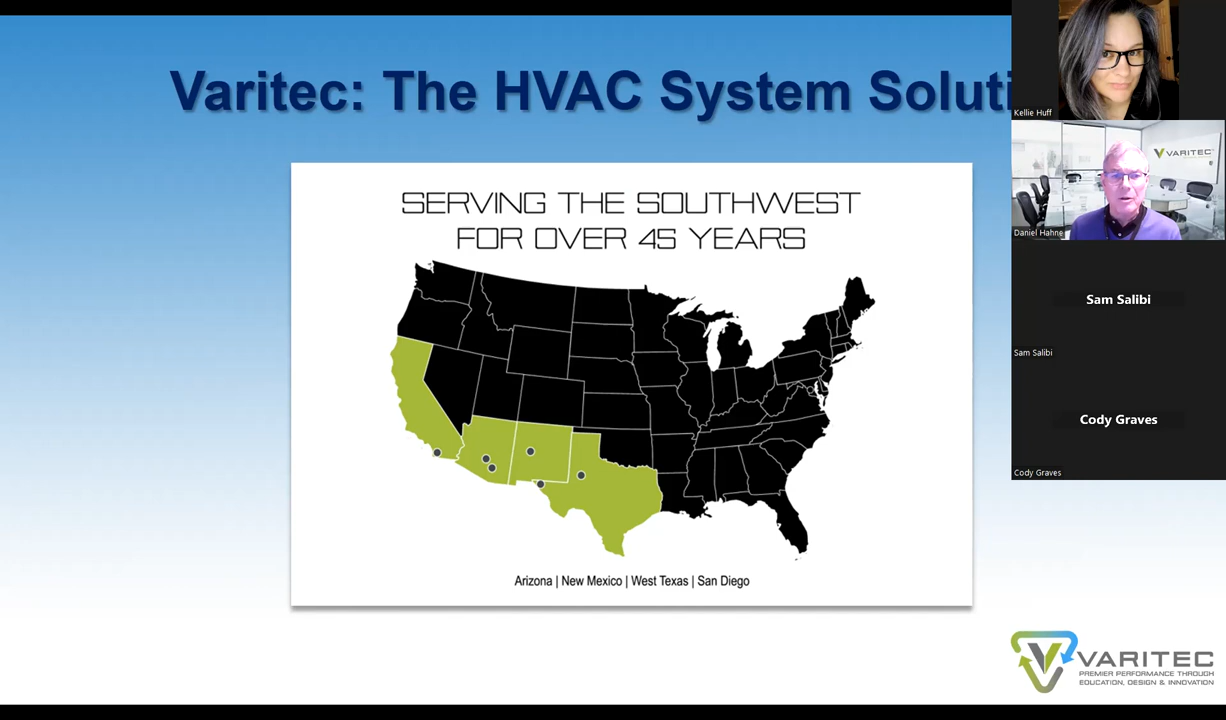 Varitec: The HVAC System Soluti
SERVING THE SOUTHWEST
FOR OVER 45 YEARS
Arizona | New Mexico | West Texas | San Diego
Kellie Huff
VARITEC
Daniel Hahne
Sam Salibi
Sam Salibi
Cody Graves
Cody Graves
VARITEC
PREMIER PERFORMANCE THROUGH
EDUCATION, DESIGN & INNOVATION